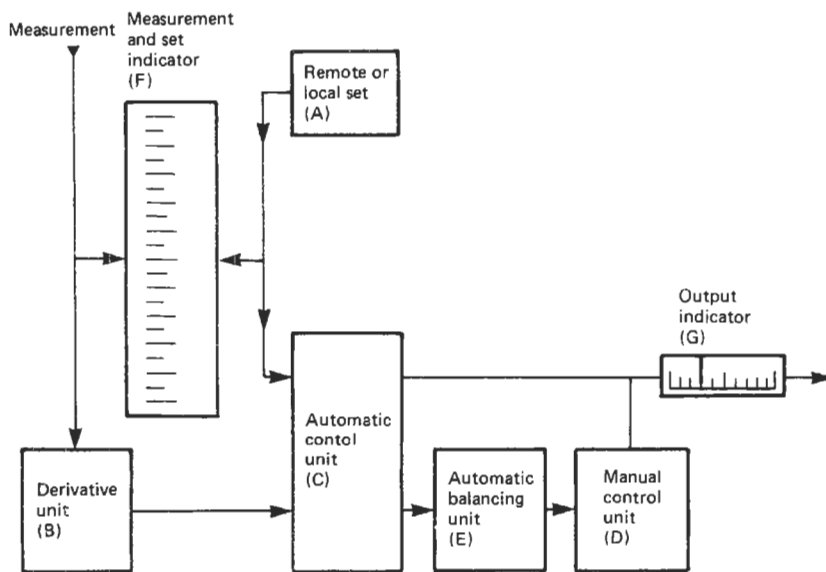 Measurement
Measurement
and set
indicator
(F)
Remote or
local set
(A)
Output
indicator
(G)
Automatic
contol
unit
(C)
Derivative
unit
(B)
Automatic
balancing
unit
(E)
Manual
control
unit
(D)